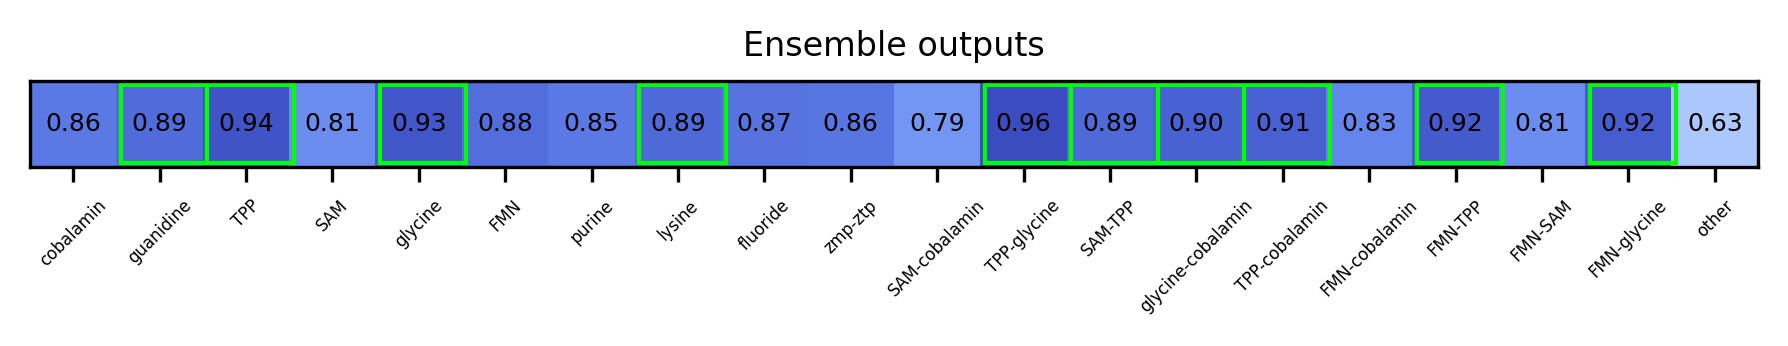 Ensemble outputs
0.86 0.89 0.94 0.81 0.93 0.88 0.85 0.89 0.87 0.86 0.79 0.96 0.89 0.90 0.91 0.83 0.92 0.81 0.92 0.63
cobalamin guanidine TPP SAM glycine FMN purine lysine fluoride zmp-ztp SAM-cobalamin TPP-glycine SAM-TPP glycine-cobalamin TPP-cobalamin FMN-cobalamin FMN-TPP FMN-SAM FMN-glycine other